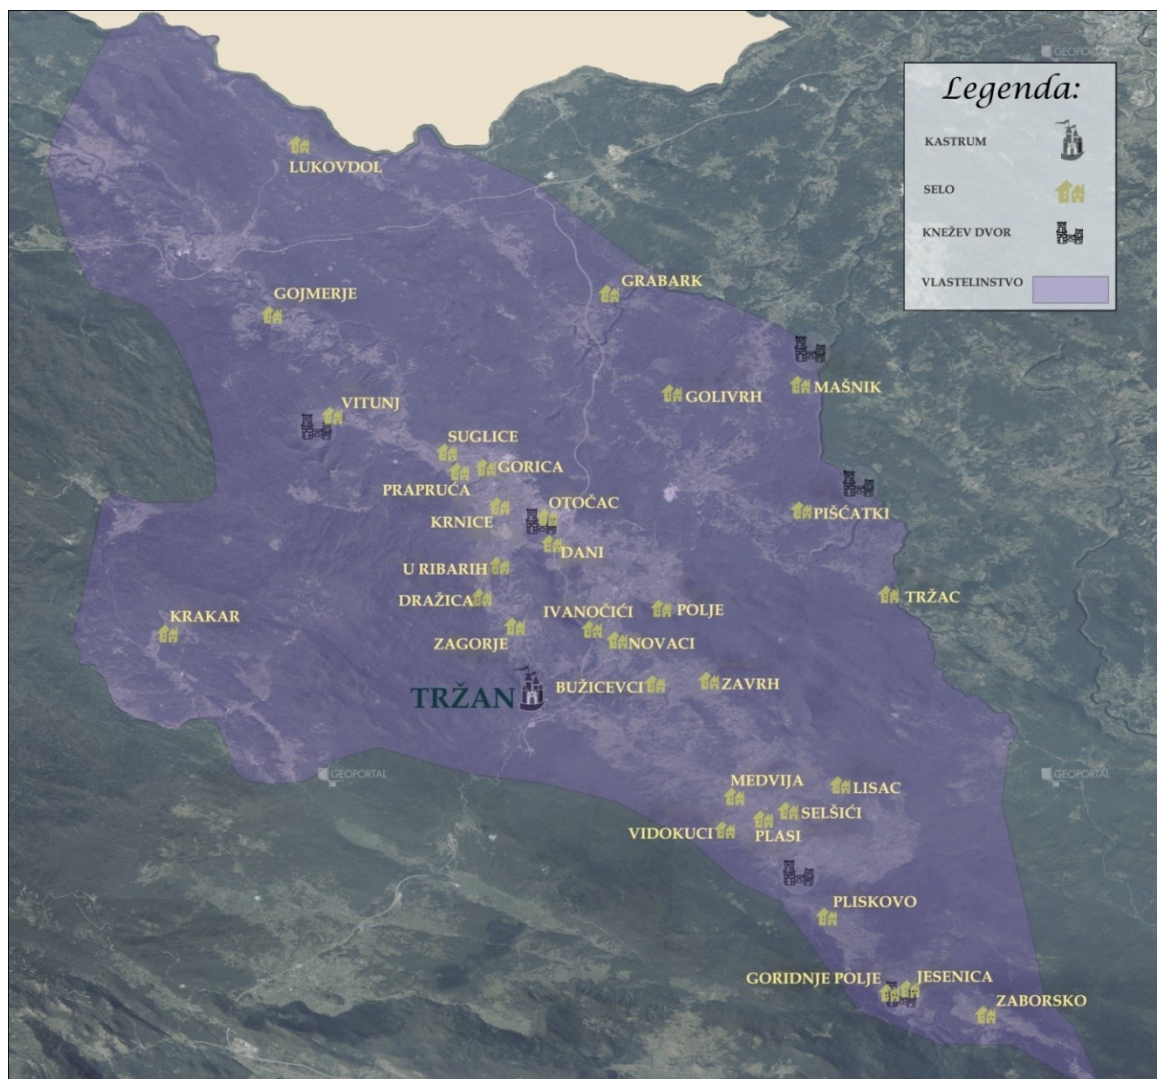 GEOPORTAL
Legenda:
KASTRUM
SELO
KNEŽEV DVOR
VLASTELINSTVO
LUKOVDOL
GRABARK
GOJMERJE
MAŠNIK
GOLIVRH
VITUNJ
SUGLICE
GORICA
PRAPRUĆA
OTOČAC
PIŠĆATKI
KRNICE
DANI
U RIBARIH
TRŽAC
DRAŽICA
IVANOČIĆI
POLJE
KRAKAR
ZAGORJE
NOVACI
BUŽICEVCI
ZAVRH
TRŽAN
GEOPORTAL
GEOPORTAL
MEDVIJA
LISAC
SELŠIĆI
VIDOKUCI
PLASI
PLISKOVO
GORIDNJE POLJE
JESENICA
ZABORSKO